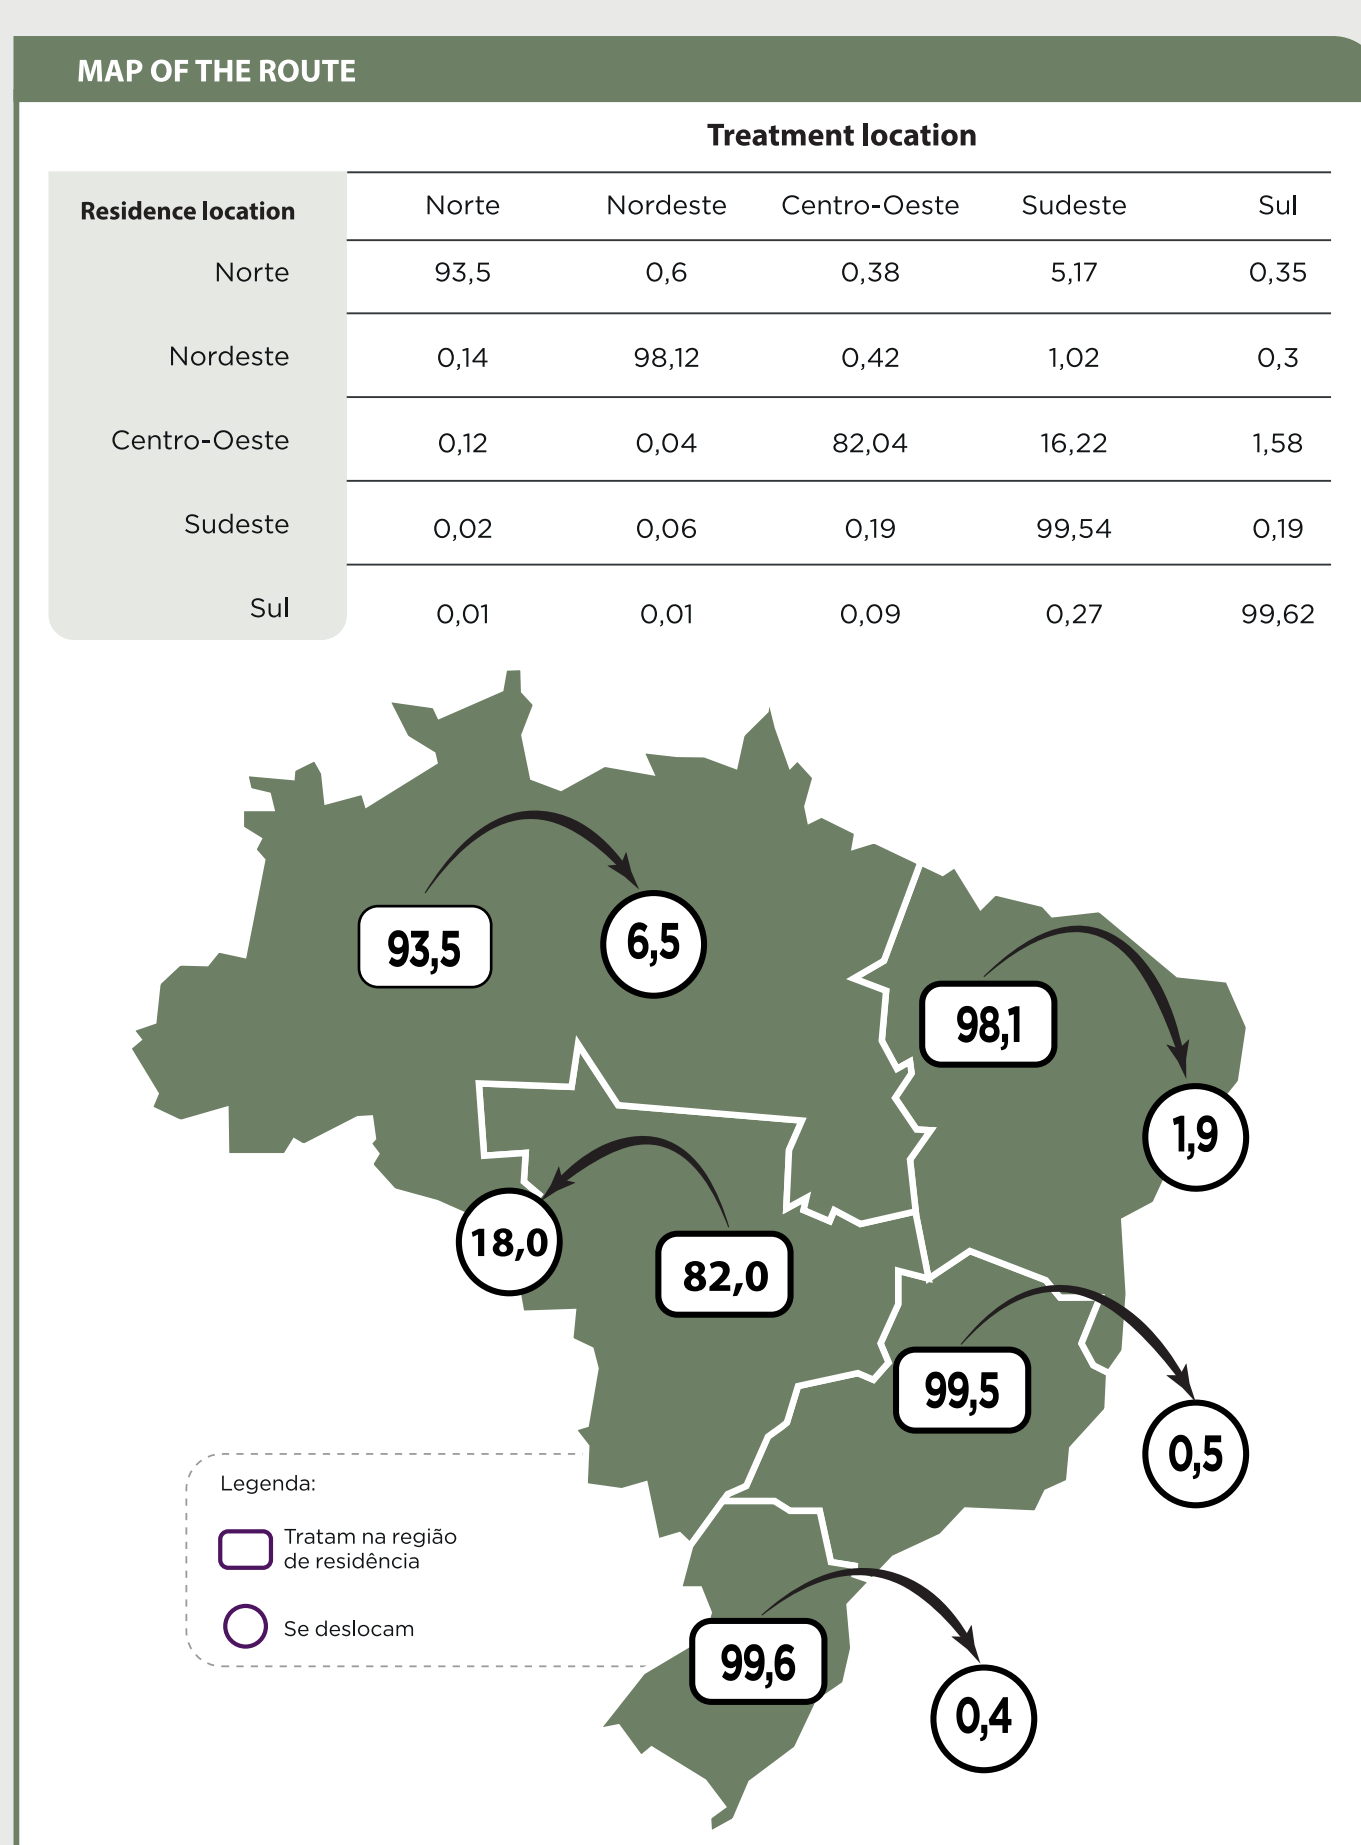 MAP OF THE ROUTE
Treatment location
Residence location Norte Nordeste Centro-Oeste Sudeste Sul
Norte 93,5 0,6 0,38 5,17 0,35
Nordeste 0,14 98,12 0,42 1,02 0,3
Centro-Oeste 0,12 0,04 82,04 16,22 1,58
Sudeste 0,02 0,06 0,19 99,54 0,19
Sul 0,01 0,01 0,09 0,27 99,62
93,5 6,5
98,1
1,9
18,0 82,0
99,5
0,5
99,6
0,4
Legenda:
Tratam na região
de residência
Se deslocam